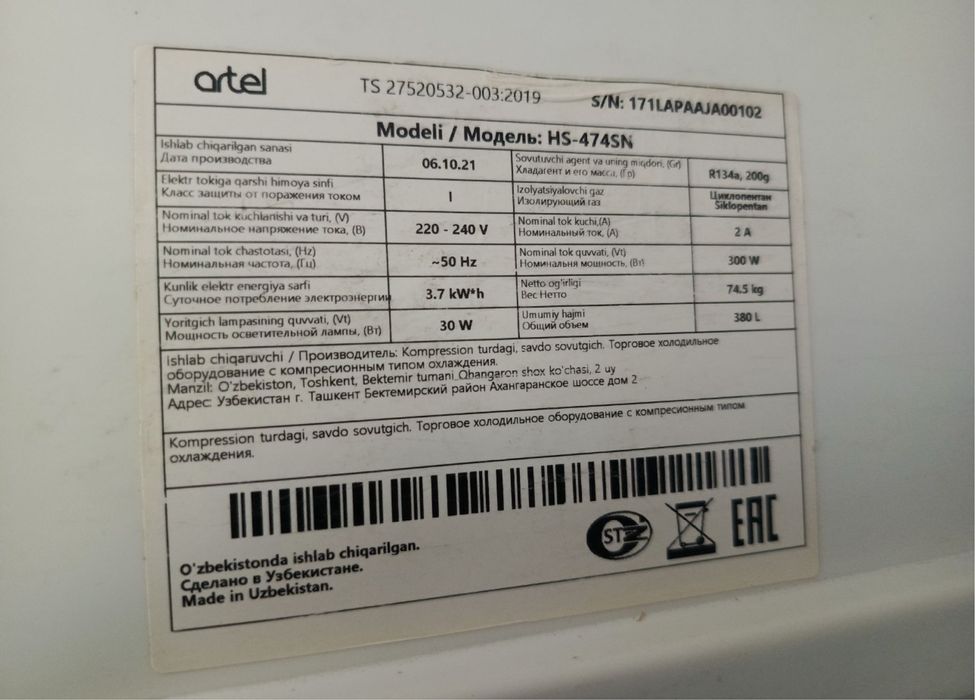 artel
TS 27520532-003:2019
S/N: 171LAPAAJA00102
Modeli / Модель: HS-474SN
Ishlab chiqarilgan sanasi
Дата производства
06.10.21
Sovutuvchi agent va uning miqdori, (Gr)
Хладагент и его масса, (Гр)
R134a, 200g
Elektr tokiga qarshi himoya sinfi
Класс защиты от поражения током
I
Izolyatsiyalovchi gaz
Изолирующий газ
Циклопентан
Siklopentan
Nominal tok kuchlanishi va turi, (V)
Номинальное напряжение тока, (В)
220 - 240 V
Nominal tok kuchi,(A)
Номинальный ток, (А)
2 A
Nominal tok chastotasi, (Hz)
Номинальная частота, (Гц)
~50 Hz
Nominal tok quvvati, (Vt)
Номинальня мошность, (Вт)
300 W
Kunlik elektr energiya sarfi
Суточное потребление электроэнергии
3.7 kW*h
Netto og'irligi
Вес Нетто
74.5 kg
Yoritgich lampasining quvvati, (Vt)
Мощность осветительной лампы, (Вт)
30 W
Umumiy hajmi
Общий объем
380 L
ishlab chiqaruvchi / Производитель: Kompression turdagi, savdo sovutgich. Торговое холодильное
оборудование с компресионным типом охлаждения.
Manzil: O'zbekiston, Toshkent, Bektemir tumani Ohangaron shox ko'chasi, 2 uy
Адрес: Узбекистан г. Ташкент Бектемирский район Ахангаранское шоссе дом 2
Kompression turdagi, savdo sovutgich. Торговое холодильное оборудование с компресионным типом
охлаждения.
O'zbekistonda ishlab chiqarilgan.
Сделано в Узбекистане.
Made in Uzbekistan.
ST
EAC